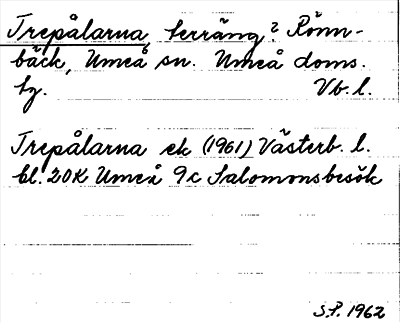 Trepålarna, terräng? Rönn-
bäck, Umeå sn. Umeå doms.
tg. Vb. l.
Trepålarna ek (1961) Västerb. l.
bl. 20K Umeå 9c Salomonsbesök
S.P. 1962